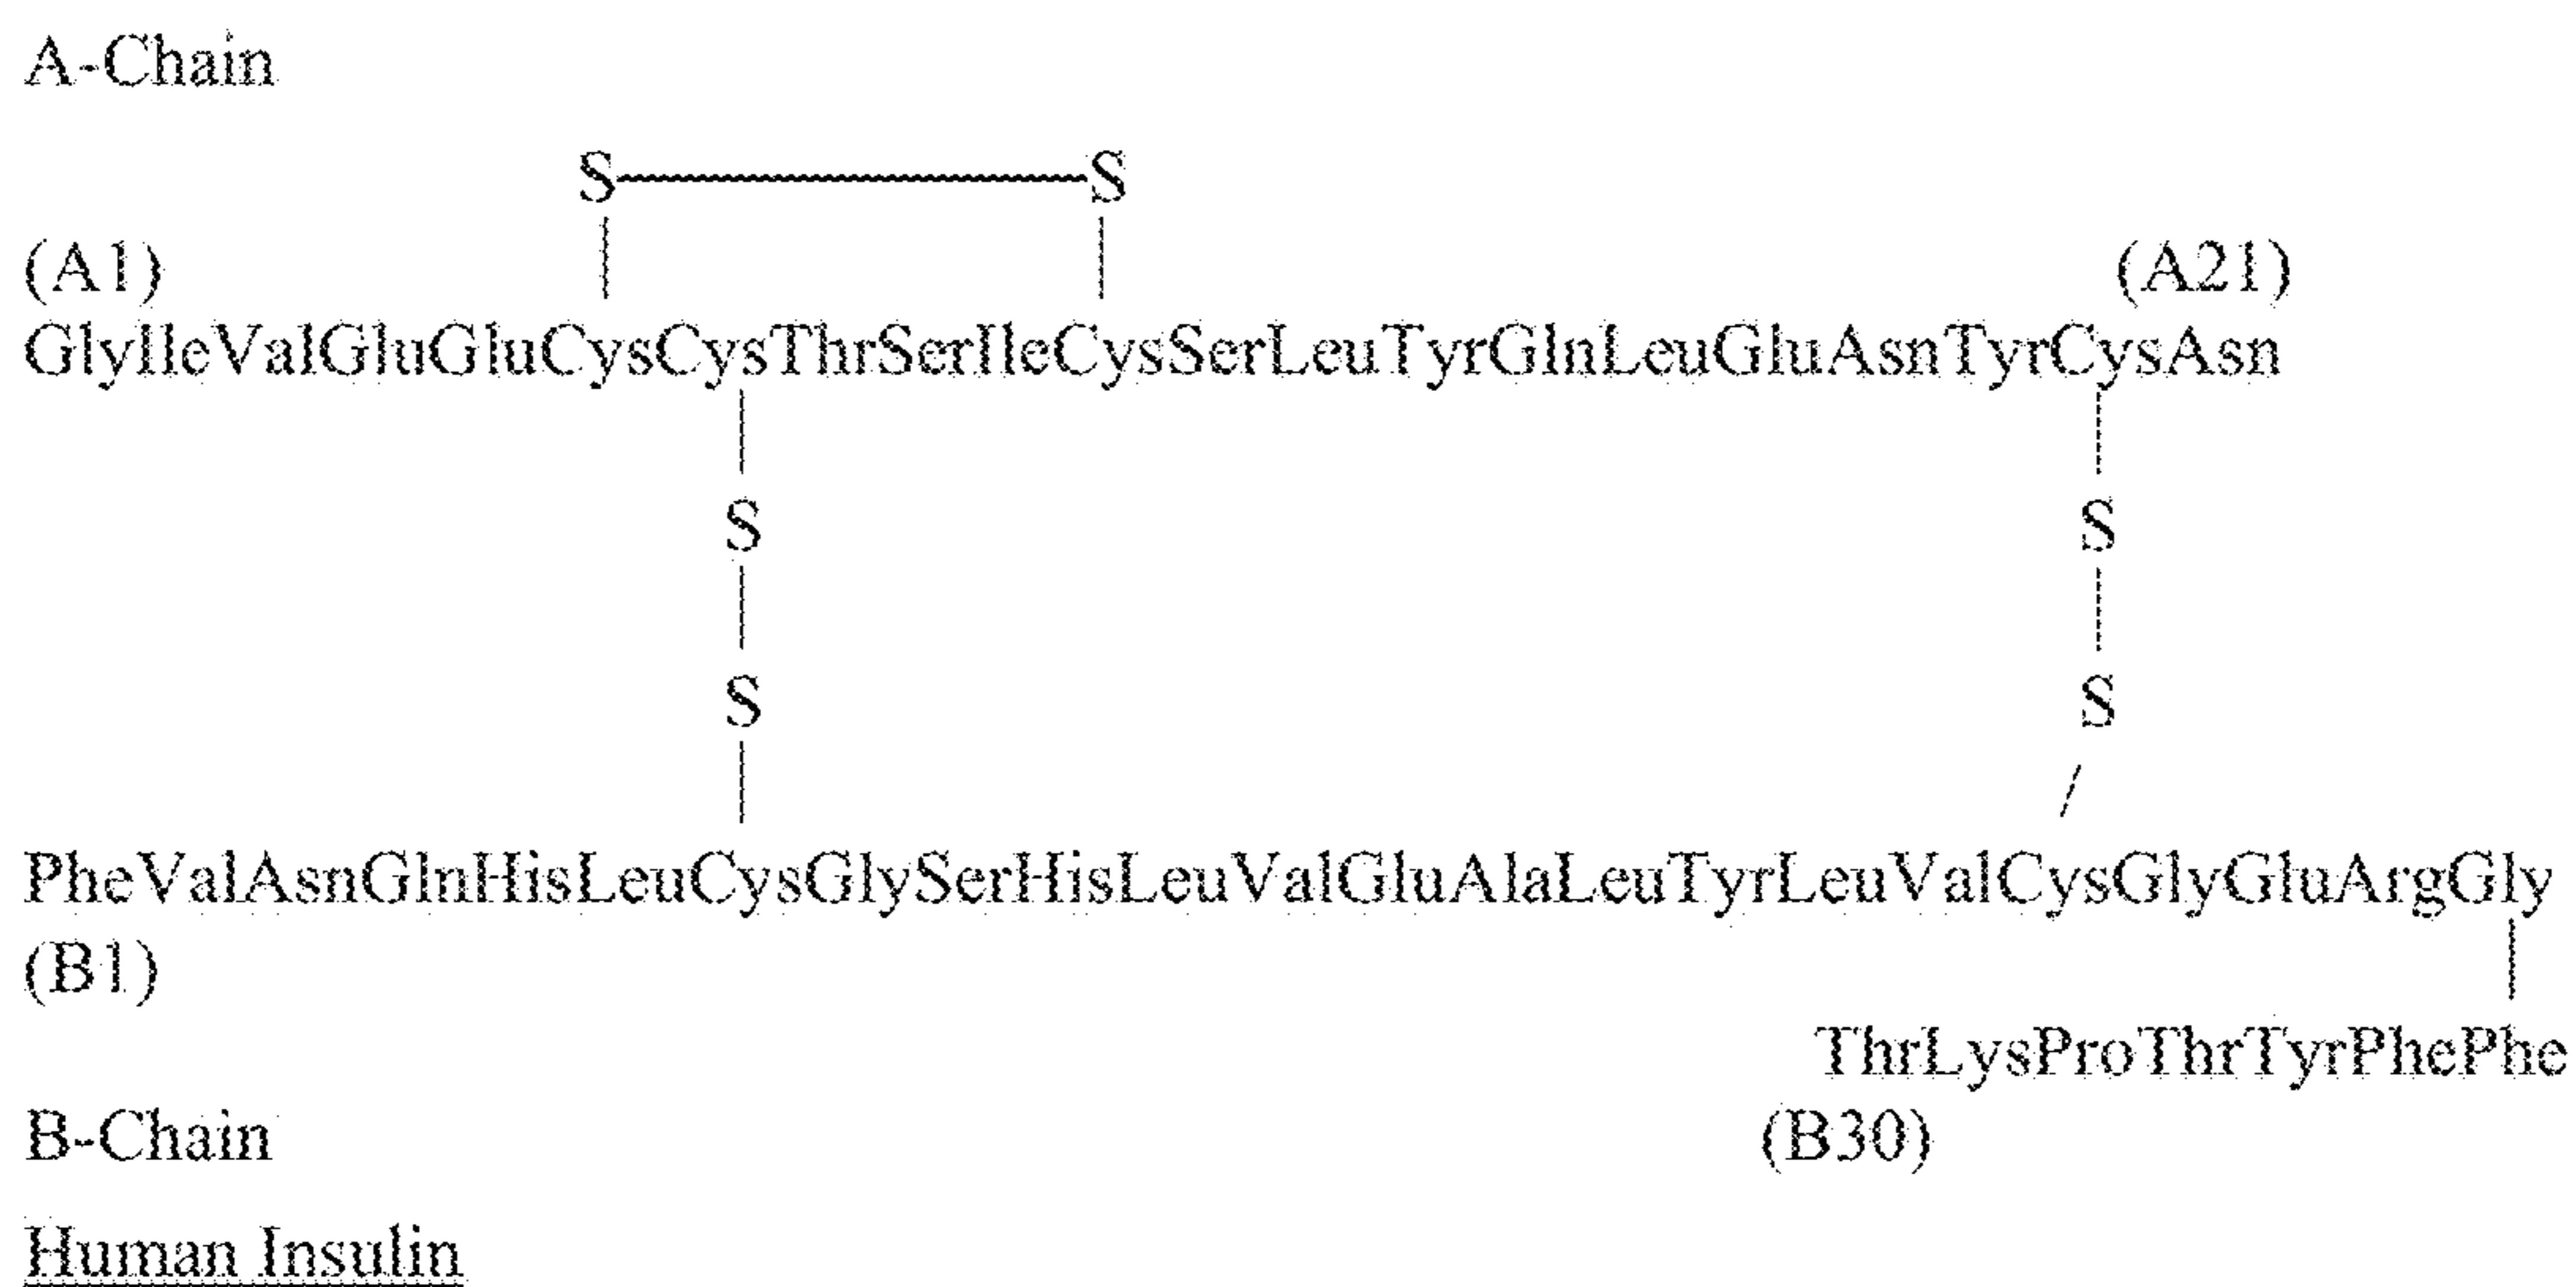 A-Chain
S S
(A1) (A21)
GlyIleValGluGluCysCysThrSerIleCysSerLeuTyrGlnLeuGluAsnTyrCysAsn
S S
S S
PheValAsnGlnHisLeuCysGlySerHisLeuValGluAlaLeuTyrLeuValCysGlyGluArgGly
(B1)
ThrLysProThrTyrPhePhe
B-Chain (B30)
Human Insulin